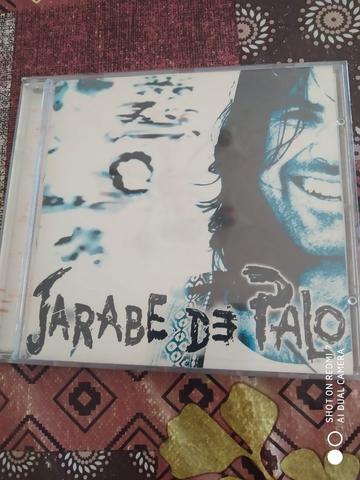 JARABE DE PALO
SHOT ON REDMI
AI DUAL CAMERA